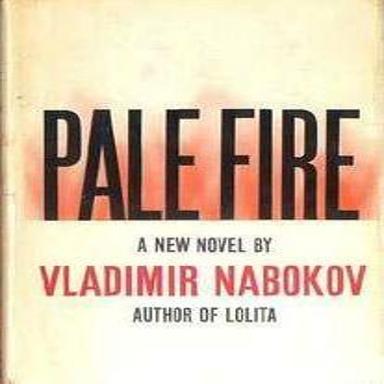 PALE FIRE
A NEW NOVEL BY
VLADIMIR NABOKOV
AUTHOR OF LOLITA